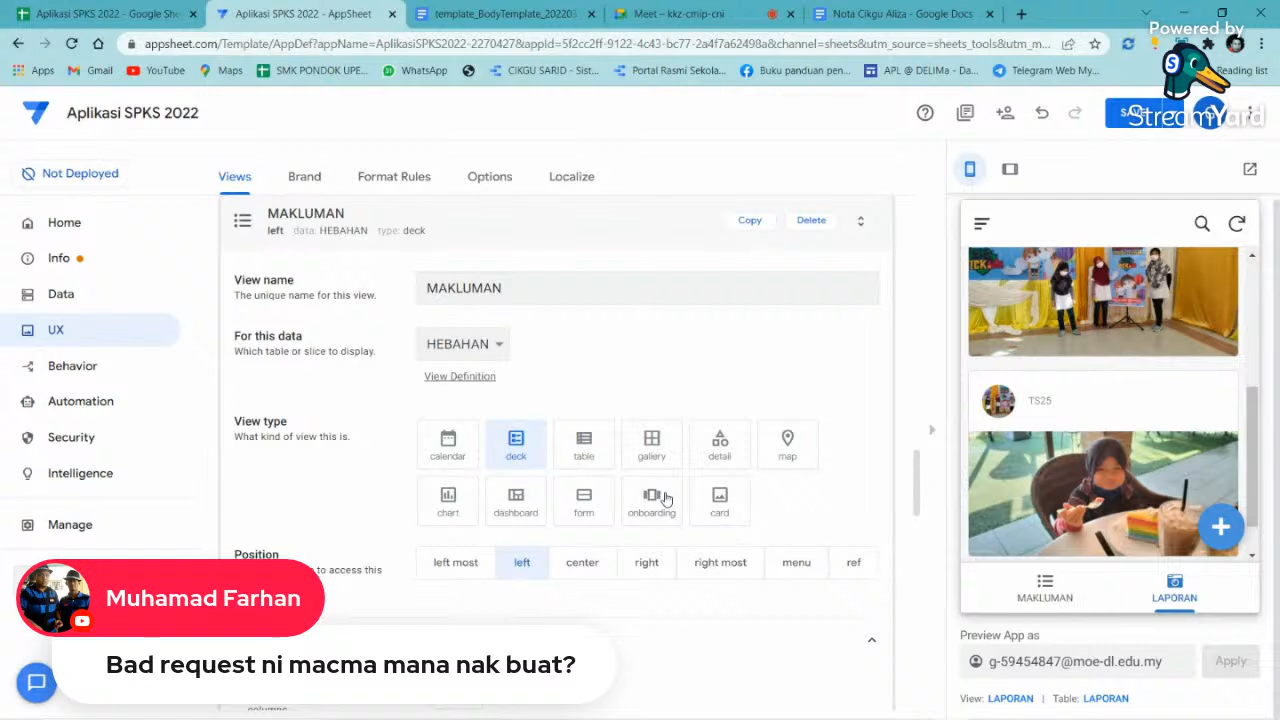 APLIKASI SPKS 2022 - Google She
APLIKASI SPKS 2022 - AppSheet
template_BodyTemplate_20220
Meet – kkz-cmip-cni
Nota Cikgu Aliza - Google Docs
Powered by
appsheet.com/Template/AppDef?appName=AplikasiSPKS2022-2270427&appId=5f2cc2ff-9122-4c43-bc77-2a4f7a62498a&channel=sheets&utm_source=sheets_tools&utm_m...
Apps
Gmail
YouTube
Maps
SMK PONDOK UPE...
WhatsApp
CIKGU SARID - Sist...
Portal Rasmi Sekola...
Buku panduan pen...
APL @ DELIMa - Da...
Telegram Web My...
Reading list
Aplikasi SPKS 2022
SAVE
StreamYard
Not Deployed
Views
Brand
Format Rules
Options
Localize
Home
Info
Data
UX
Behavior
Automation
Security
Intelligence
Manage
MAKLUMAN
left data: HEBAHAN type: deck
Copy
Delete
View name
The unique name for this view.
MAKLUMAN
For this data
Which table or slice to display.
HEBAHAN
View Definition
View type
What kind of view this is.
calendar
deck
table
gallery
detail
map
chart
dashboard
form
onboarding
card
Position
to access this
left most
left
center
right
right most
menu
ref
columns
TS25
MAKLUMAN
LAPORAN
Preview App as
g-59454847@moe-dl.edu.my
Apply
View: LAPORAN | Table: LAPORAN
Muhamad Farhan
Bad request ni macma mana nak buat?